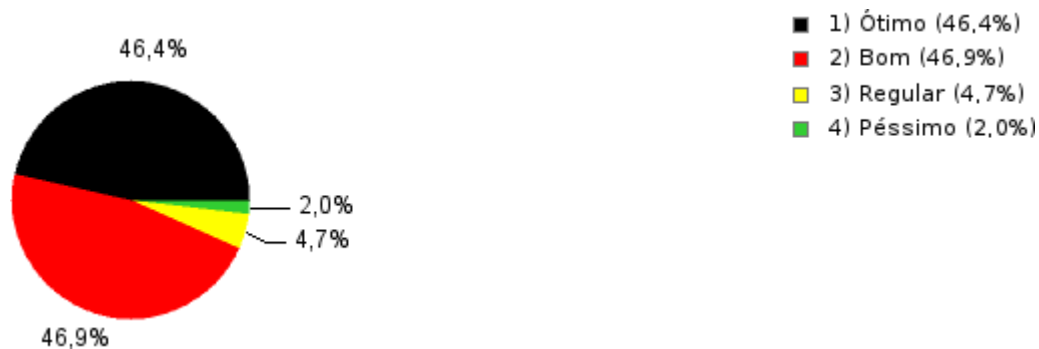 46,4%
2,0%
4,7%
46,9%
1) Ótimo (46,4%)
2) Bom (46,9%)
3) Regular (4,7%)
4) Péssimo (2,0%)